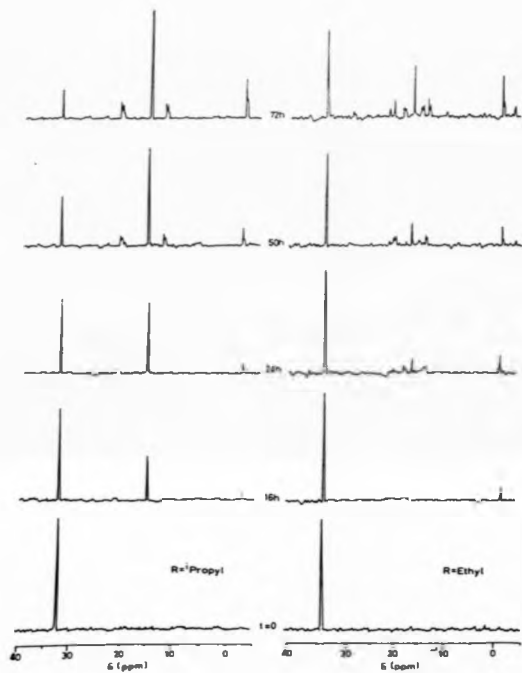 72h
50h
24h
16h
R=ⁱPropyl
R=Ethyl
t=0
40 30 20 10 0
40 30 20 10 0
δ (ppm)
δ (ppm)